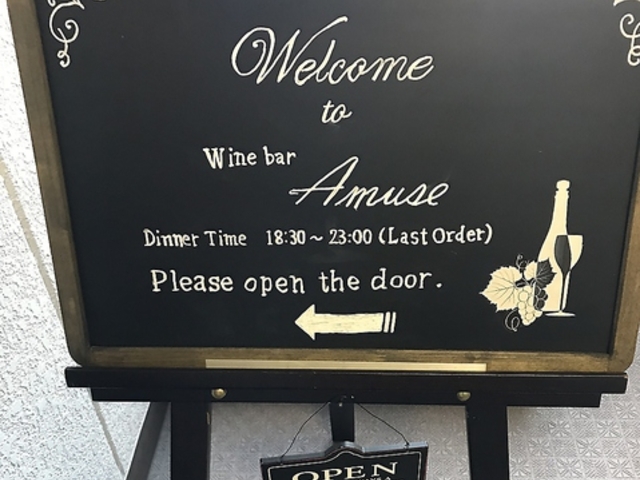 Welcome
to
Wine bar
Amuse
Dinner Time 18:30~23:00 (Last Order)
Please open the door.
OPEN